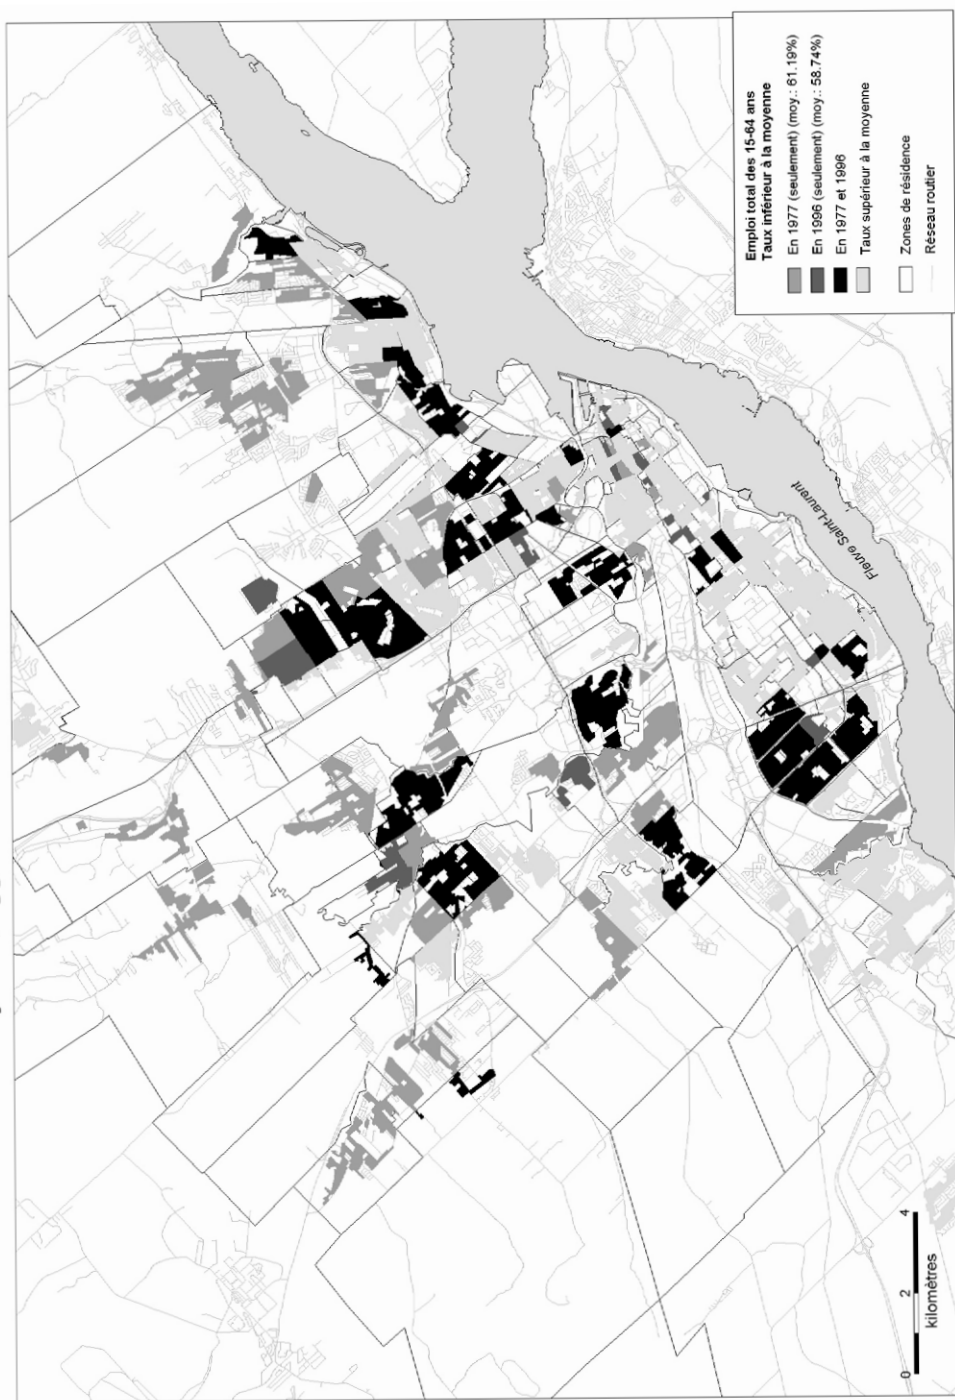 Emploi total des 15-64 ans
Taux inférieur à la moyenne
En 1977 (seulement) (moy.: 61.19%)
En 1996 (seulement) (moy.: 58.74%)
En 1977 et 1996
Taux supérieur à la moyenne
Zones de résidence
Réseau routier
Fleuve Saint-Laurent
0 2 4
kilomètres